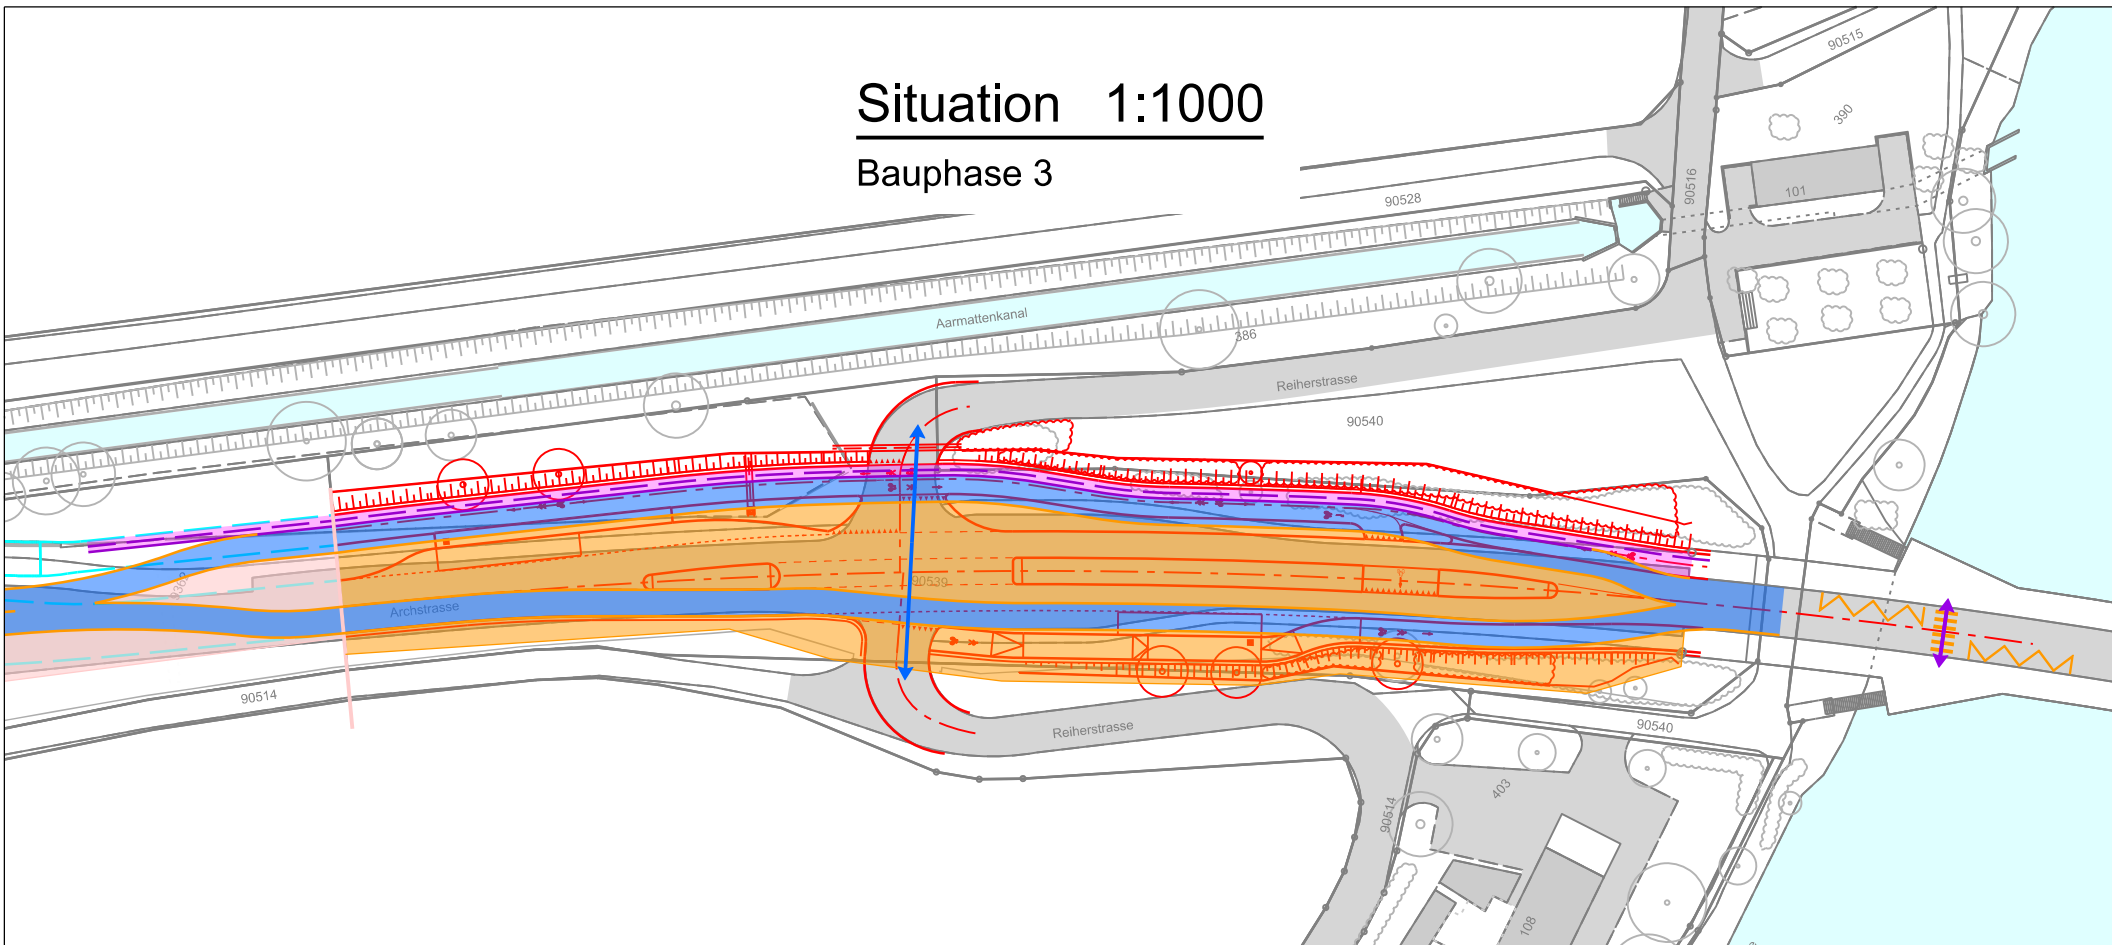 Situation 1:1000
Bauphase 3
90515
390
90516
101
90528
Aarmattenkanal
386
Reiherstrasse
90540
90539
Archstrasse
90514
Reiherstrasse
90540
403
90514
108